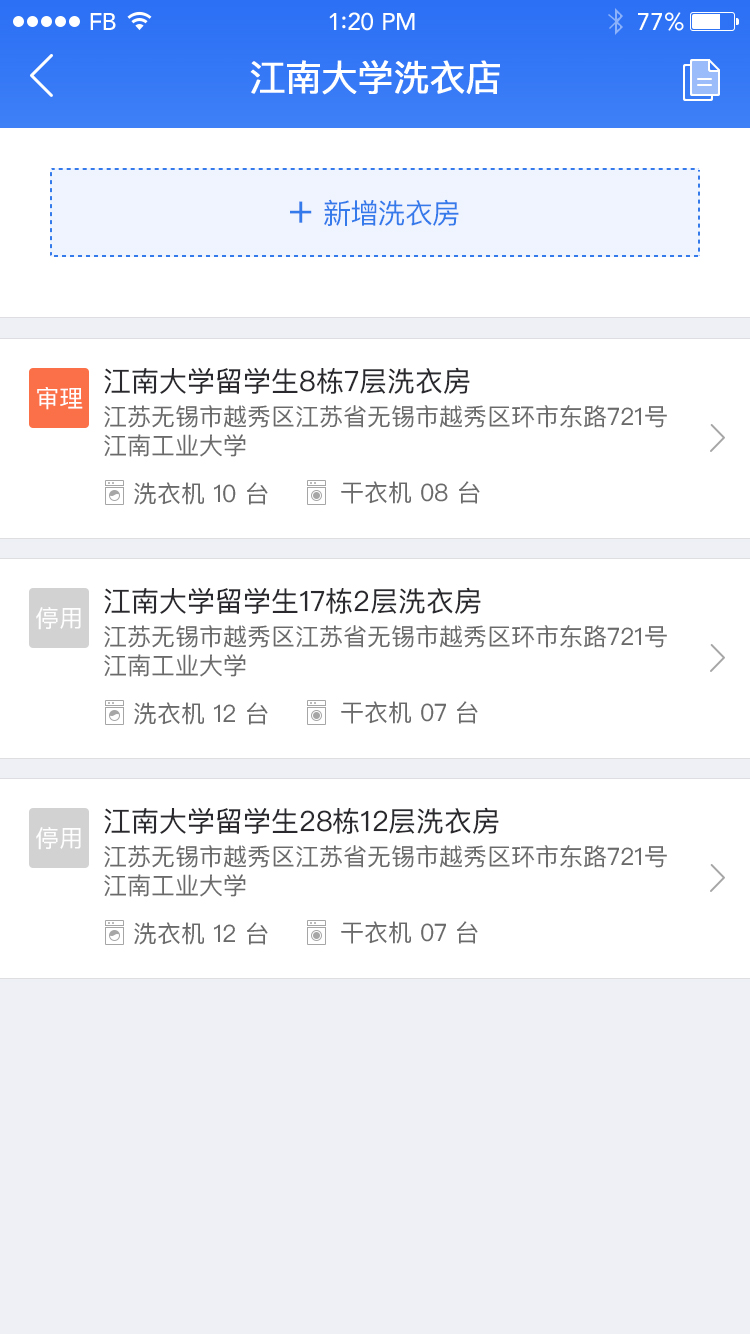 FB 1:20 PM 77%
江南大学洗衣店
+ 新增洗衣房
审理
江南大学留学生8栋7层洗衣房
江苏无锡市越秀区江苏省无锡市越秀区环市东路721号
江南工业大学
洗衣机 10 台 干衣机 08 台
停用
江南大学留学生17栋2层洗衣房
江苏无锡市越秀区江苏省无锡市越秀区环市东路721号
江南工业大学
洗衣机 12 台 干衣机 07 台
停用
江南大学留学生28栋12层洗衣房
江苏无锡市越秀区江苏省无锡市越秀区环市东路721号
江南工业大学
洗衣机 12 台 干衣机 07 台